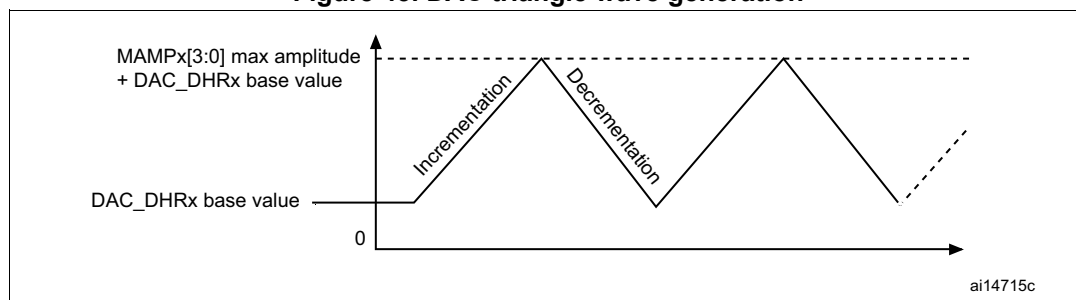 MAMPx[3:0] max amplitude
+ DAC_DHRx base value
Incrementation
Decrementation
DAC_DHRx base value
0
ai14715c